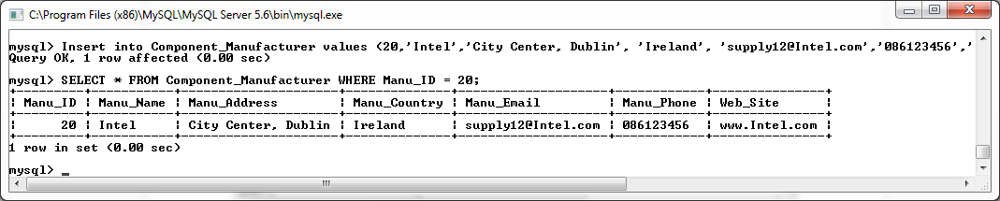 C:\Program Files (x86)\MySQL\MySQL Server 5.6\bin\mysql.exe
mysql> Insert into Component_Manufacturer values (20,'Intel','City Center, Dublin', 'Ireland', 'supply12@Intel.com','086123456','
Query OK, 1 row affected (0.00 sec)
mysql> SELECT * FROM Component_Manufacturer WHERE Manu_ID = 20;
+---------+-----------+---------------------+--------------+--------------------+------------+---------------+
| Manu_ID | Manu_Name | Manu_Address        | Manu_Country | Manu_Email         | Manu_Phone | Web_Site      |
+---------+-----------+---------------------+--------------+--------------------+------------+---------------+
|      20 | Intel     | City Center, Dublin | Ireland      | supply12@Intel.com | 086123456  | www.Intel.com |
+---------+-----------+---------------------+--------------+--------------------+------------+---------------+
1 row in set (0.00 sec)
mysql> _